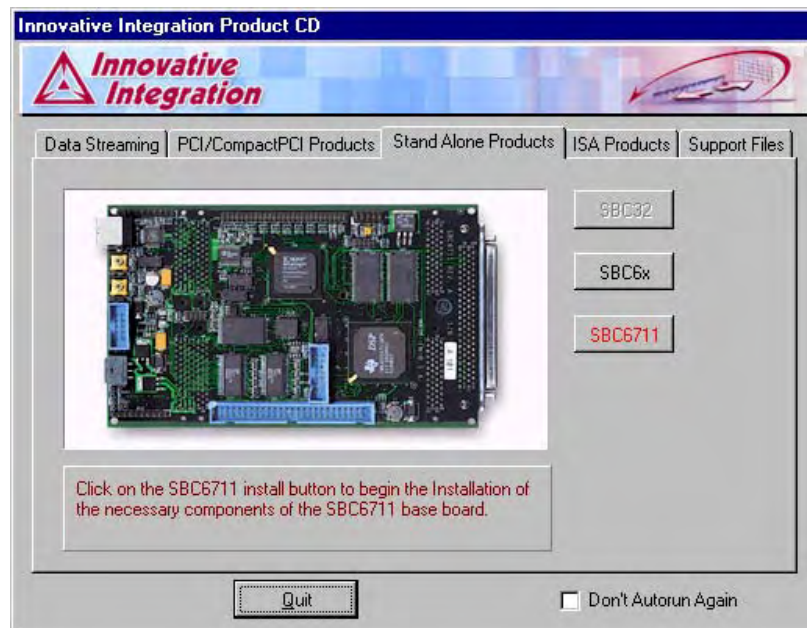 Innovative Integration Product CD
Innovative
Integration
Data Streaming
PCI/CompactPCI Products
Stand Alone Products
ISA Products
Support Files
SBC32
SBC6x
SBC6711
DSP
Click on the SBC6711 install button to begin the Installation of
the necessary components of the SBC6711 base board.
Quit
Don't Autorun Again